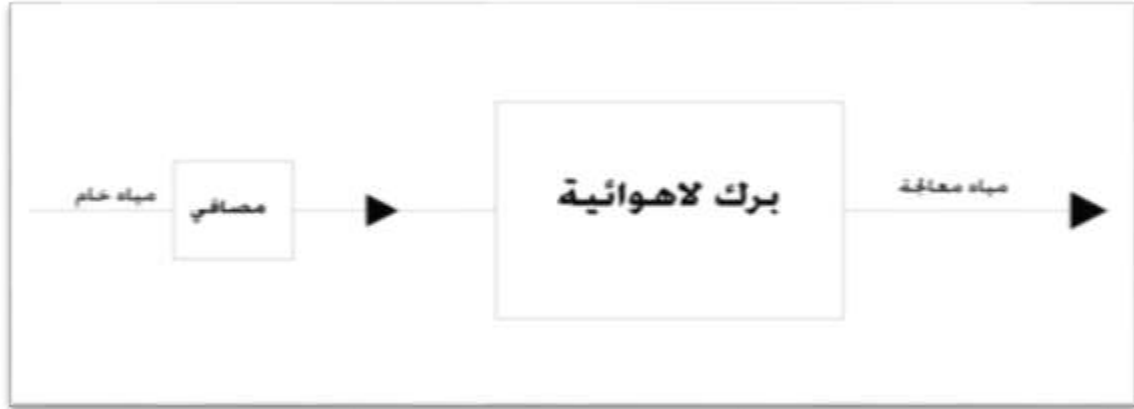 مياه خام
مصافي
برك لاهوائية
مياه معالجة